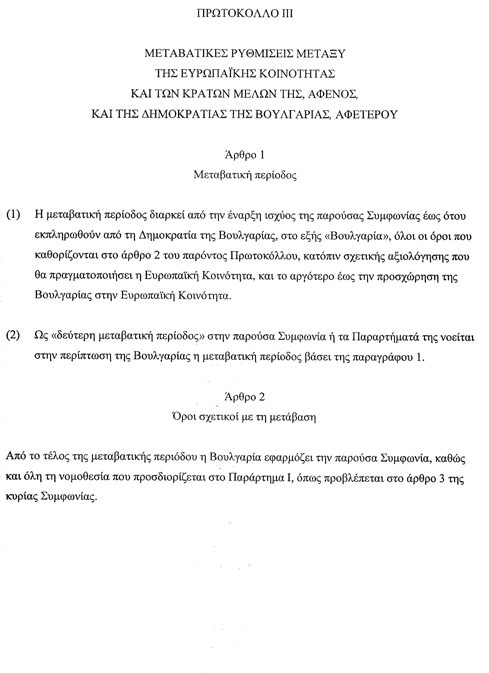 ΠΡΩΤΟΚΟΛΛΟ ΙΙΙ
ΜΕΤΑΒΑΤΙΚΕΣ ΡΥΘΜΙΣΕΙΣ ΜΕΤΑΞΥ
ΤΗΣ ΕΥΡΩΠΑΪΚΗΣ ΚΟΙΝΟΤΗΤΑΣ
ΚΑΙ ΤΩΝ ΚΡΑΤΩΝ ΜΕΛΩΝ ΤΗΣ, ΑΦΕΝΟΣ,
ΚΑΙ ΤΗΣ ΔΗΜΟΚΡΑΤΙΑΣ ΤΗΣ ΒΟΥΛΓΑΡΙΑΣ, ΑΦΕΤΕΡΟΥ
Άρθρο 1
Μεταβατική περίοδος
(1) Η μεταβατική περίοδος διαρκεί από την έναρξη ισχύος της παρούσας Συμφωνίας έως ότου
εκπληρωθούν από τη Δημοκρατία της Βουλγαρίας, στο εξής «Βουλγαρία», όλοι οι όροι που
καθορίζονται στο άρθρο 2 του παρόντος Πρωτοκόλλου, κατόπιν σχετικής αξιολόγησης που
θα πραγματοποιήσει η Ευρωπαϊκή Κοινότητα, και το αργότερο έως την προσχώρηση της
Βουλγαρίας στην Ευρωπαϊκή Κοινότητα.
(2) Ως «δεύτερη μεταβατική περίοδος» στην παρούσα Συμφωνία ή τα Παραρτήματά της νοείται
στην περίπτωση της Βουλγαρίας η μεταβατική περίοδος βάσει της παραγράφου 1.
Άρθρο 2
Όροι σχετικοί με τη μετάβαση
Από το τέλος της μεταβατικής περιόδου η Βουλγαρία εφαρμόζει την παρούσα Συμφωνία, καθώς
και όλη τη νομοθεσία που προσδιορίζεται στο Παράρτημα Ι, όπως προβλέπεται στο άρθρο 3 της
κυρίας Συμφωνίας.